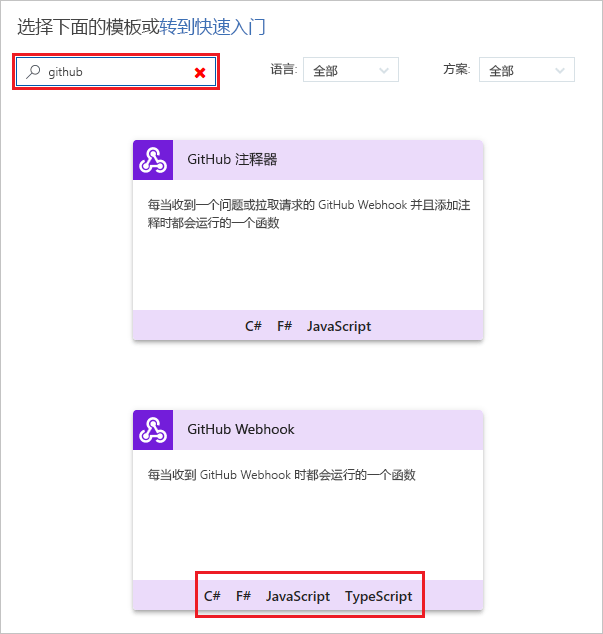 选择下面的模板或转到快速入门
github
语言: 全部
方案: 全部
GitHub 注释器
每当收到一个问题或拉取请求的 GitHub Webhook 并且添加注
释时都会运行的一个函数
C# F# JavaScript
GitHub Webhook
每当收到 GitHub Webhook 时都会运行的一个函数
C# F# JavaScript TypeScript